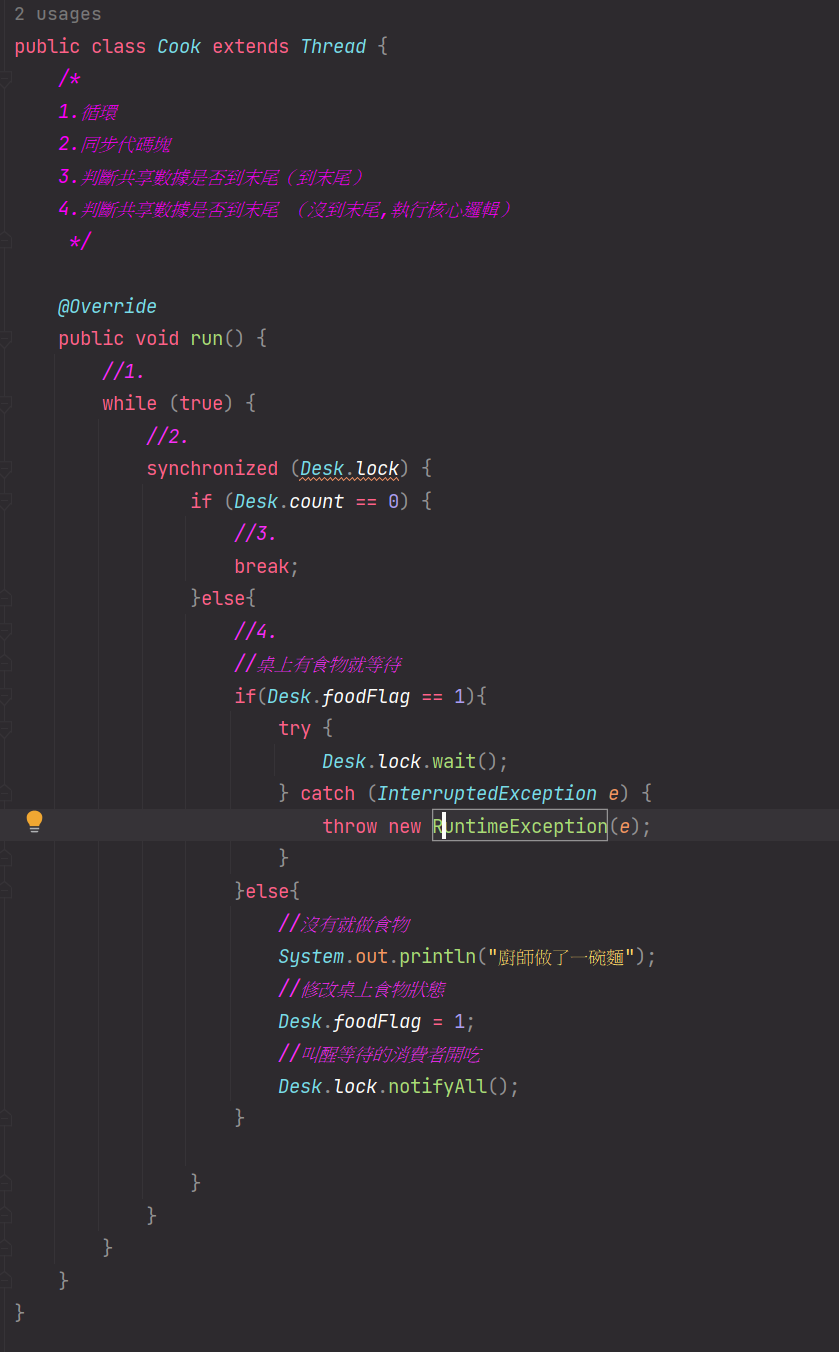 2 usages
public class Cook extends Thread {
/*
1.循環
2.同步代碼塊
3.判斷共享數據是否到末尾（到末尾）
4.判斷共享數據是否到末尾 （沒到末尾,執行核心邏輯）
*/
@Override
public void run() {
//1.
while (true) {
//2.
synchronized (Desk.lock) {
if (Desk.count == 0) {
//3.
break;
}else{
//4.
//桌上有食物就等待
if(Desk.foodFlag == 1){
try {
Desk.lock.wait();
} catch (InterruptedException e) {
throw new RuntimeException(e);
}
}else{
//沒有就做食物
System.out.println("廚師做了一碗麵");
//修改桌上食物狀態
Desk.foodFlag = 1;
//叫醒等待的消費者開吃
Desk.lock.notifyAll();
}
}
}
}
}
}